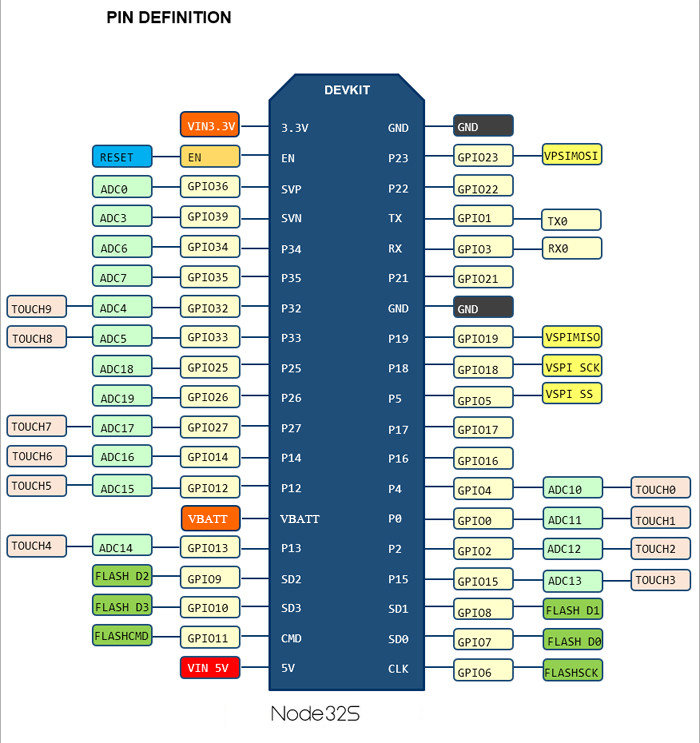 PIN DEFINITION
DEVKIT
VIN3.3V 3.3V GND GND
RESET EN EN P23 GPIO23 VPSIMOSI
ADC0 GPIO36 SVP P22 GPIO22
ADC3 GPIO39 SVN TX GPIO1 TX0
ADC6 GPIO34 P34 RX GPIO3 RX0
ADC7 GPIO35 P35 P21 GPIO21
TOUCH9 ADC4 GPIO32 P32 GND GND
TOUCH8 ADC5 GPIO33 P33 P19 GPIO19 VSPIMISO
ADC18 GPIO25 P25 P18 GPIO18 VSPI SCK
ADC19 GPIO26 P26 P5 GPIO5 VSPI SS
TOUCH7 ADC17 GPIO27 P27 P17 GPIO17
TOUCH6 ADC16 GPIO14 P14 P16 GPIO16
TOUCH5 ADC15 GPIO12 P12 P4 GPIO4 ADC10 TOUCH0
VBATT VBATT P0 GPIO0 ADC11 TOUCH1
TOUCH4 ADC14 GPIO13 P13 P2 GPIO2 ADC12 TOUCH2
FLASH D2 GPIO9 SD2 P15 GPIO15 ADC13 TOUCH3
FLASH D3 GPIO10 SD3 SD1 GPIO8 FLASH D1
FLASHCMD GPIO11 CMD SD0 GPIO7 FLASH D0
VIN 5V 5V CLK GPIO6 FLASHSCK
Node32S